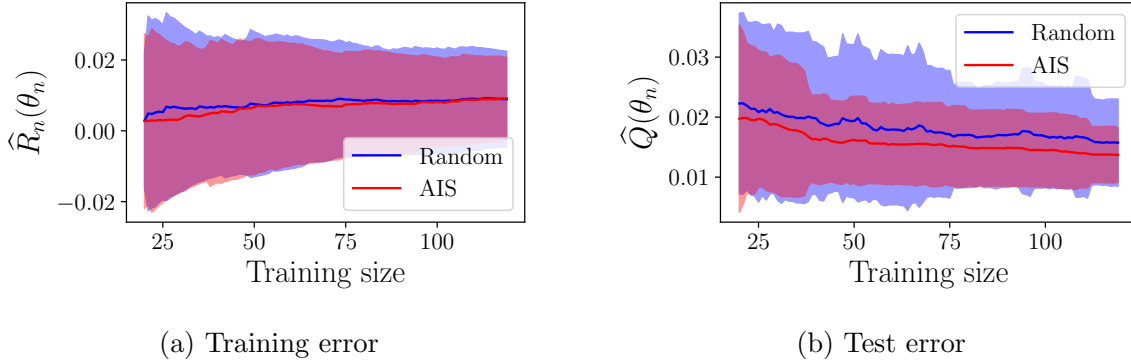 0.02
0.00
−0.02
R̂ₙ(θₙ)
Random
AIS
25
50
75
100
Training size
(a) Training error
0.03
0.02
0.01
Q̂(θₙ)
Random
AIS
25
50
75
100
Training size
(b) Test error